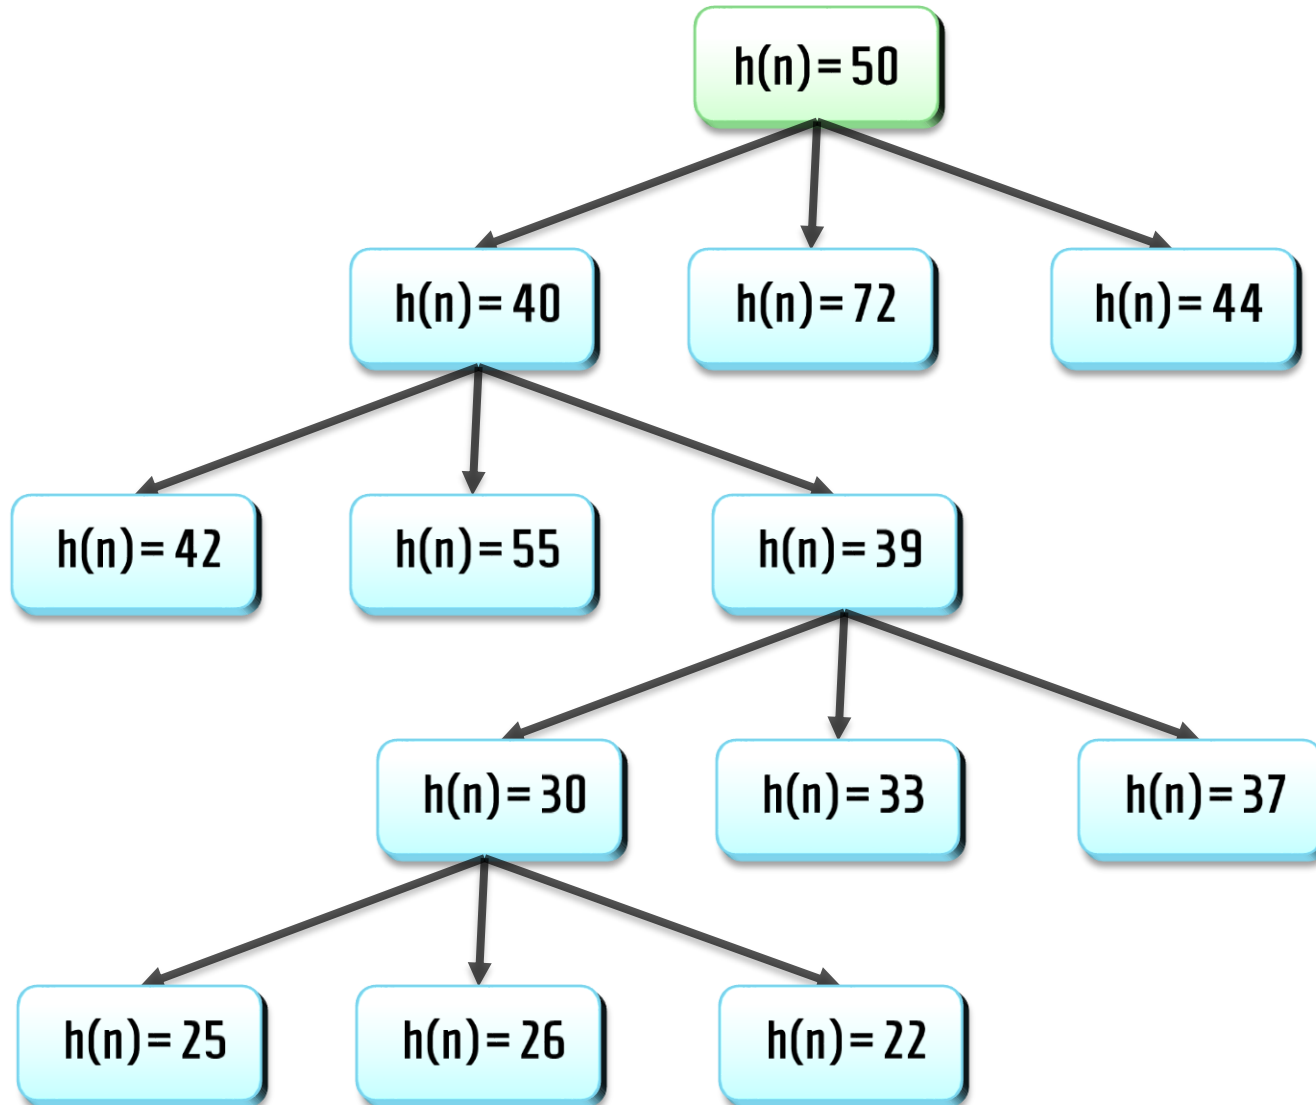 h(n)= 50
h(n)= 40
h(n)= 72
h(n)= 44
h(n)= 42
h(n)= 55
h(n)= 39
h(n)= 30
h(n)= 33
h(n)= 37
h(n)= 25
h(n)= 26
h(n)= 22